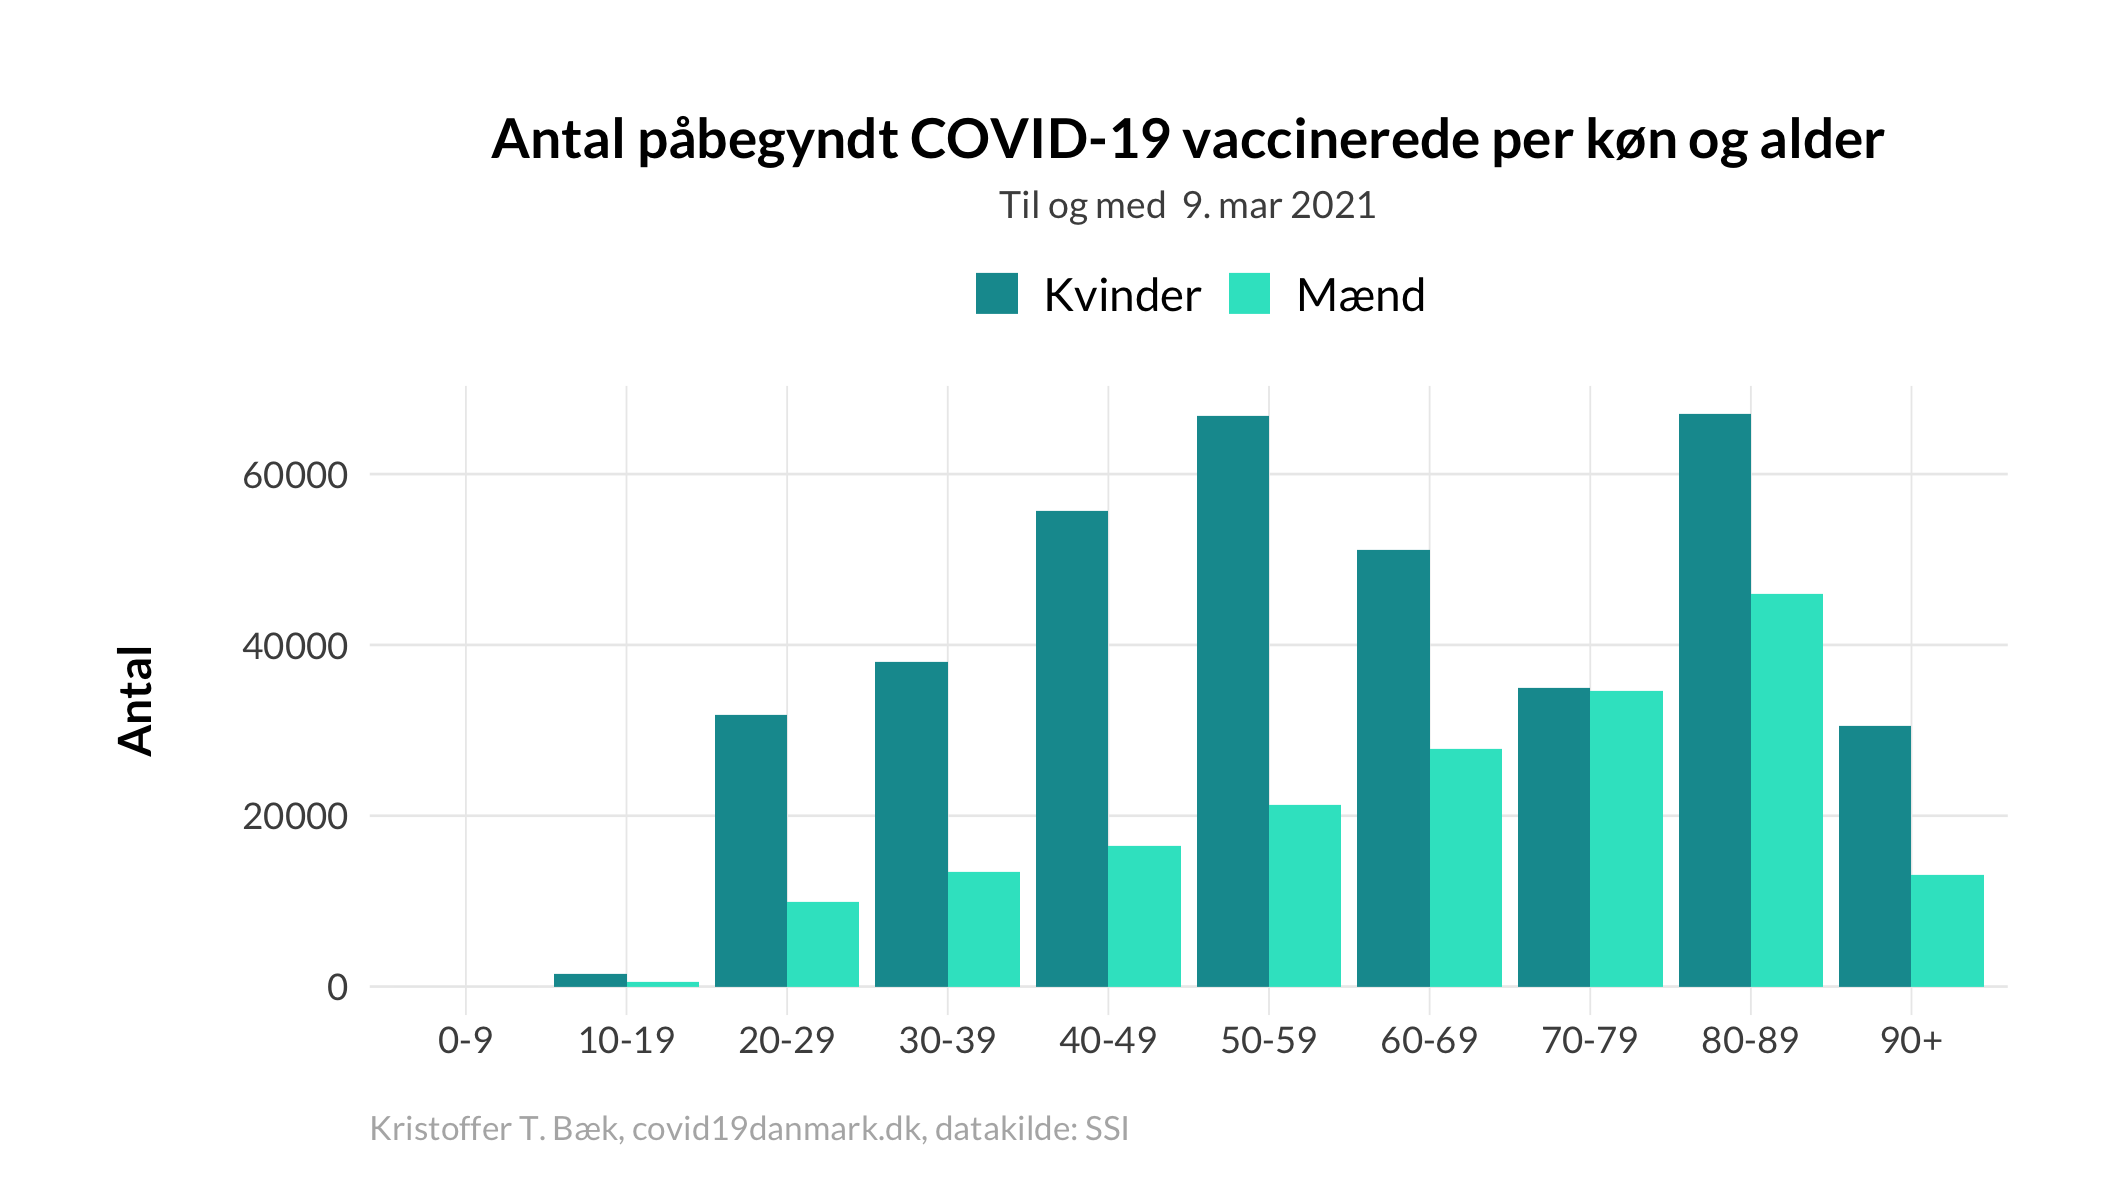 Antal påbegyndt COVID-19 vaccinerede per køn og alder
Til og med 9. mar 2021
Kvinder Mænd
Antal
60000
40000
20000
0
0-9 10-19 20-29 30-39 40-49 50-59 60-69 70-79 80-89 90+
Kristoffer T. Bæk, covid19danmark.dk, datakilde: SSI